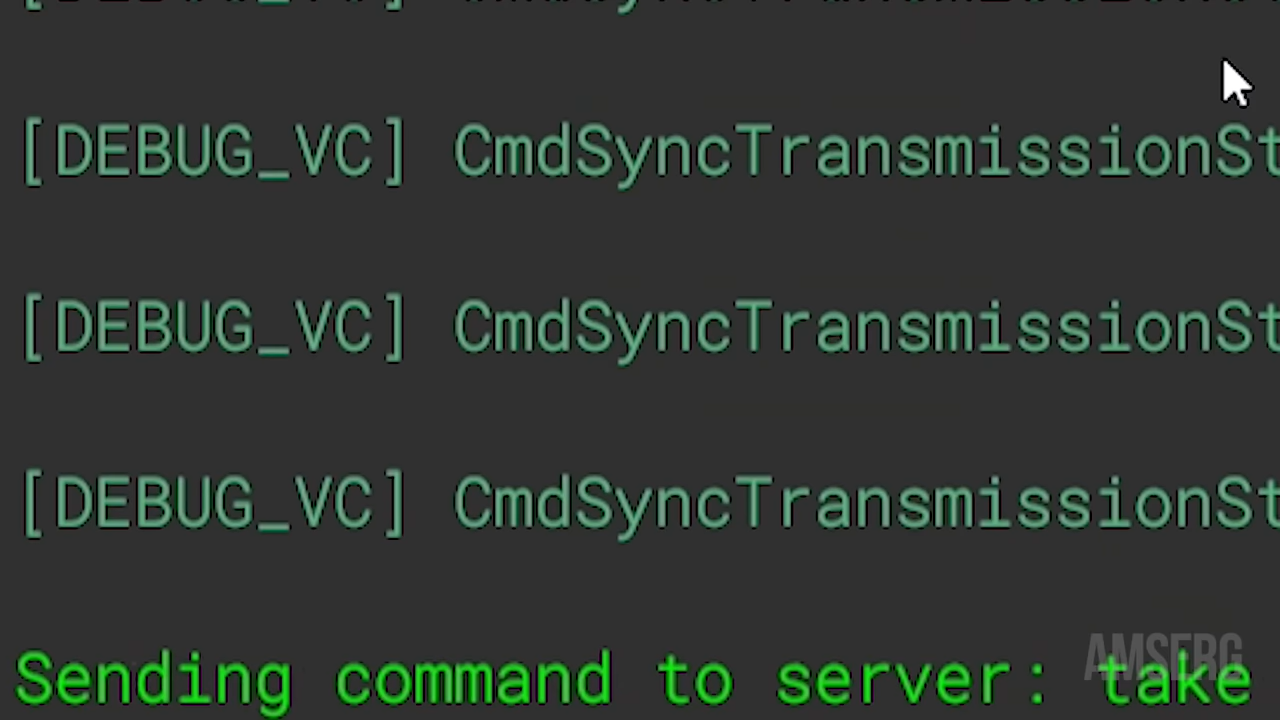 [DEBUG_VC] CmdSyncTransmissionSt
[DEBUG_VC] CmdSyncTransmissionSt
[DEBUG_VC] CmdSyncTransmissionSt
Sending command to server: take
AMSERG